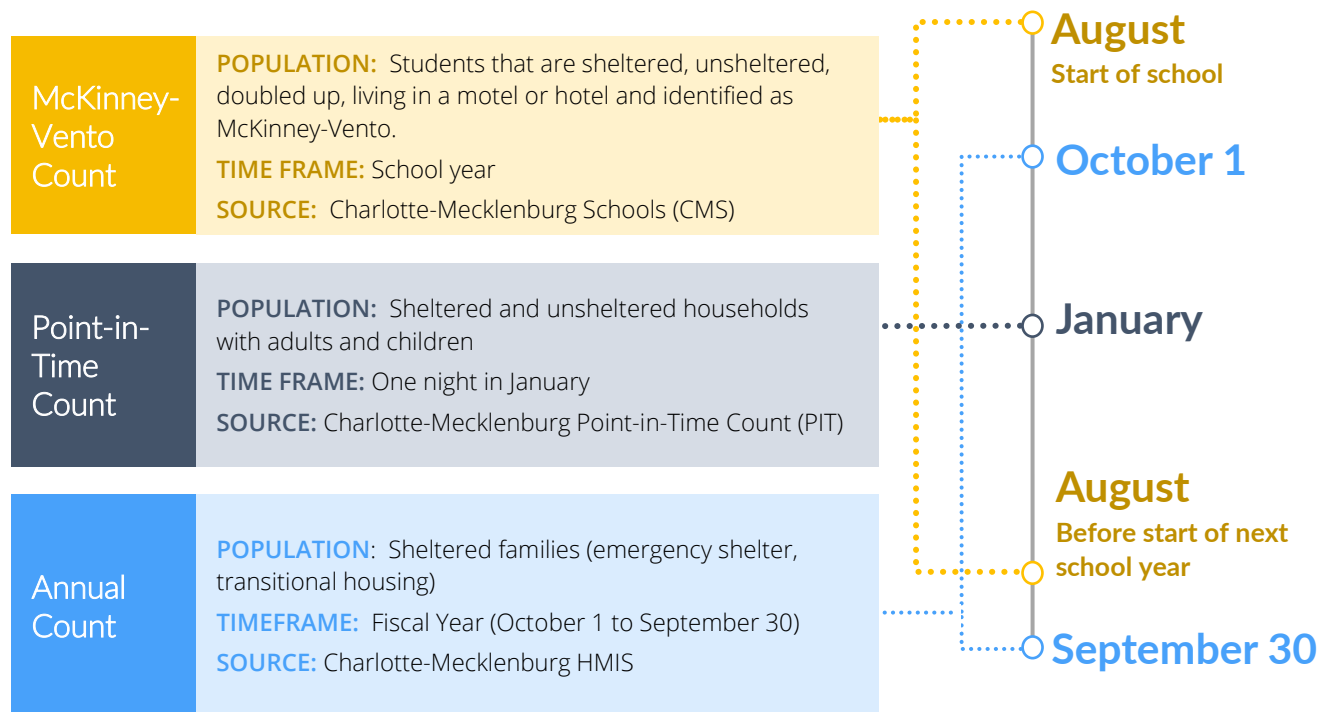 McKinney-
Vento
Count
POPULATION: Students that are sheltered, unsheltered,
doubled up, living in a motel or hotel and identified as
McKinney-Vento.
TIME FRAME: School year
SOURCE: Charlotte-Mecklenburg Schools (CMS)
Point-in-
Time
Count
POPULATION: Sheltered and unsheltered households
with adults and children
TIME FRAME: One night in January
SOURCE: Charlotte-Mecklenburg Point-in-Time Count (PIT)
Annual
Count
POPULATION: Sheltered families (emergency shelter,
transitional housing)
TIMEFRAME: Fiscal Year (October 1 to September 30)
SOURCE: Charlotte-Mecklenburg HMIS
August
Start of school
October 1
January
August
Before start of next
school year
September 30